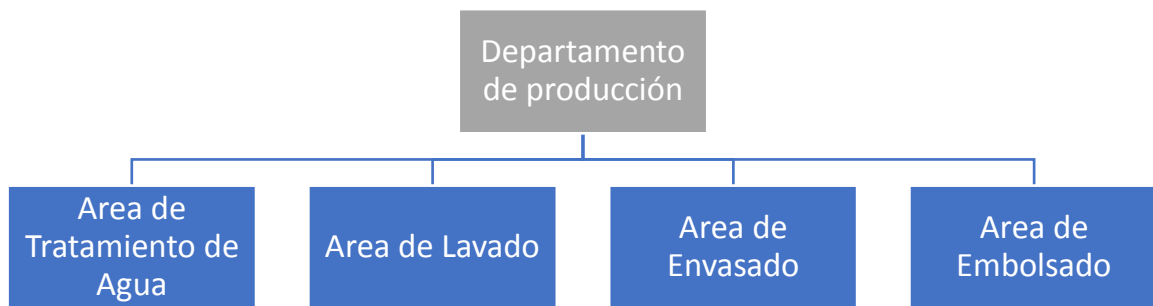 Departamento
de producción
Area de
Tratamiento de
Agua
Area de Lavado
Area de
Envasado
Area de
Embolsado